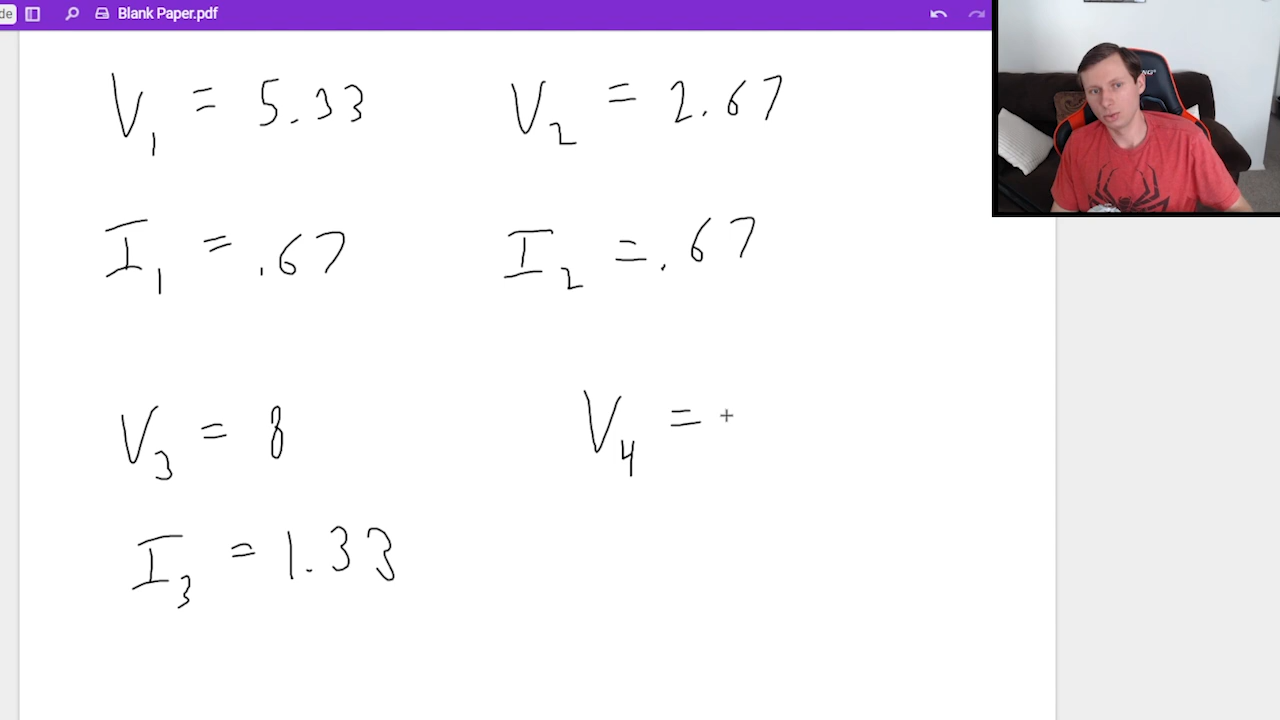 de
Blank Paper.pdf
V₁ = 5.33
V₂ = 2.67
I₁ = .67
I₂ = .67
V₃ = 8
V₄ =
I₃ = 1.33